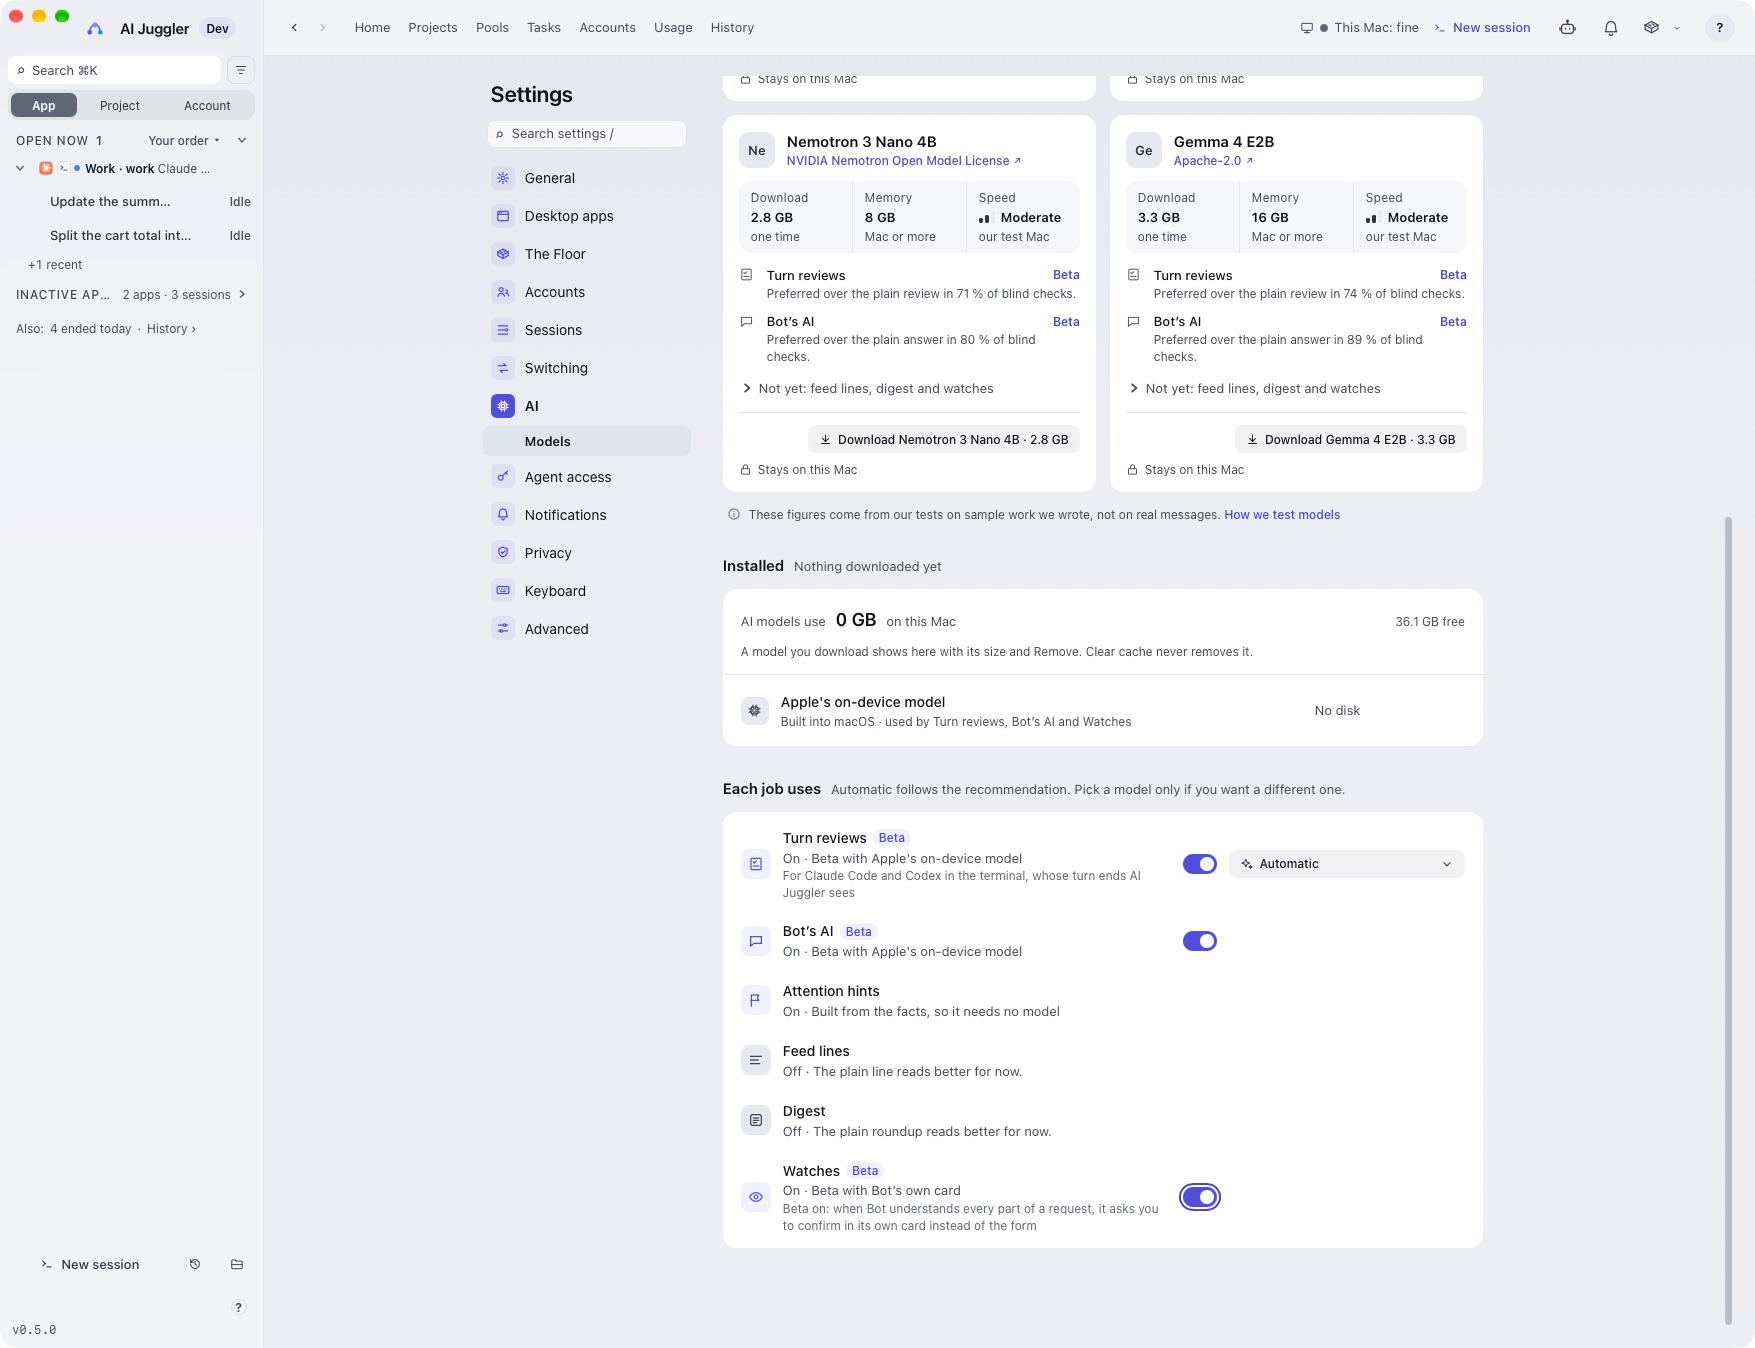 AI Juggler Dev
Search ⌘K
App Project Account
OPEN NOW 1 Your order
Work · work Claude ...
Update the summ... Idle
Split the cart total int... Idle
+1 recent
INACTIVE AP... 2 apps · 3 sessions
Also: 4 ended today · History ›
New session
?
v0.5.0
Home Projects Pools Tasks Accounts Usage History
This Mac: fine New session ?
Settings
Search settings /
General
Desktop apps
The Floor
Accounts
Sessions
Switching
AI
Models
Agent access
Notifications
Privacy
Keyboard
Advanced
Stays on this Mac
Stays on this Mac
Ne Nemotron 3 Nano 4B
NVIDIA Nemotron Open Model License ↗
Download Memory Speed
2.8 GB 8 GB Moderate
one time Mac or more our test Mac
Turn reviews Beta
Preferred over the plain review in 71 % of blind checks.
Bot’s AI Beta
Preferred over the plain answer in 80 % of blind
checks.
Not yet: feed lines, digest and watches
Download Nemotron 3 Nano 4B · 2.8 GB
Stays on this Mac
Ge Gemma 4 E2B
Apache-2.0 ↗
Download Memory Speed
3.3 GB 16 GB Moderate
one time Mac or more our test Mac
Turn reviews Beta
Preferred over the plain review in 74 % of blind checks.
Bot’s AI Beta
Preferred over the plain answer in 89 % of blind
checks.
Not yet: feed lines, digest and watches
Download Gemma 4 E2B · 3.3 GB
Stays on this Mac
These figures come from our tests on sample work we wrote, not on real messages. How we test models
Installed Nothing downloaded yet
AI models use 0 GB on this Mac 36.1 GB free
A model you download shows here with its size and Remove. Clear cache never removes it.
Apple's on-device model
Built into macOS · used by Turn reviews, Bot’s AI and Watches
No disk
Each job uses Automatic follows the recommendation. Pick a model only if you want a different one.
Turn reviews Beta
On · Beta with Apple's on-device model
For Claude Code and Codex in the terminal, whose turn ends AI
Juggler sees
Automatic
Bot’s AI Beta
On · Beta with Apple's on-device model
Attention hints
On · Built from the facts, so it needs no model
Feed lines
Off · The plain line reads better for now.
Digest
Off · The plain roundup reads better for now.
Watches Beta
On · Beta with Bot’s own card
Beta on: when Bot understands every part of a request, it asks you
to confirm in its own card instead of the form